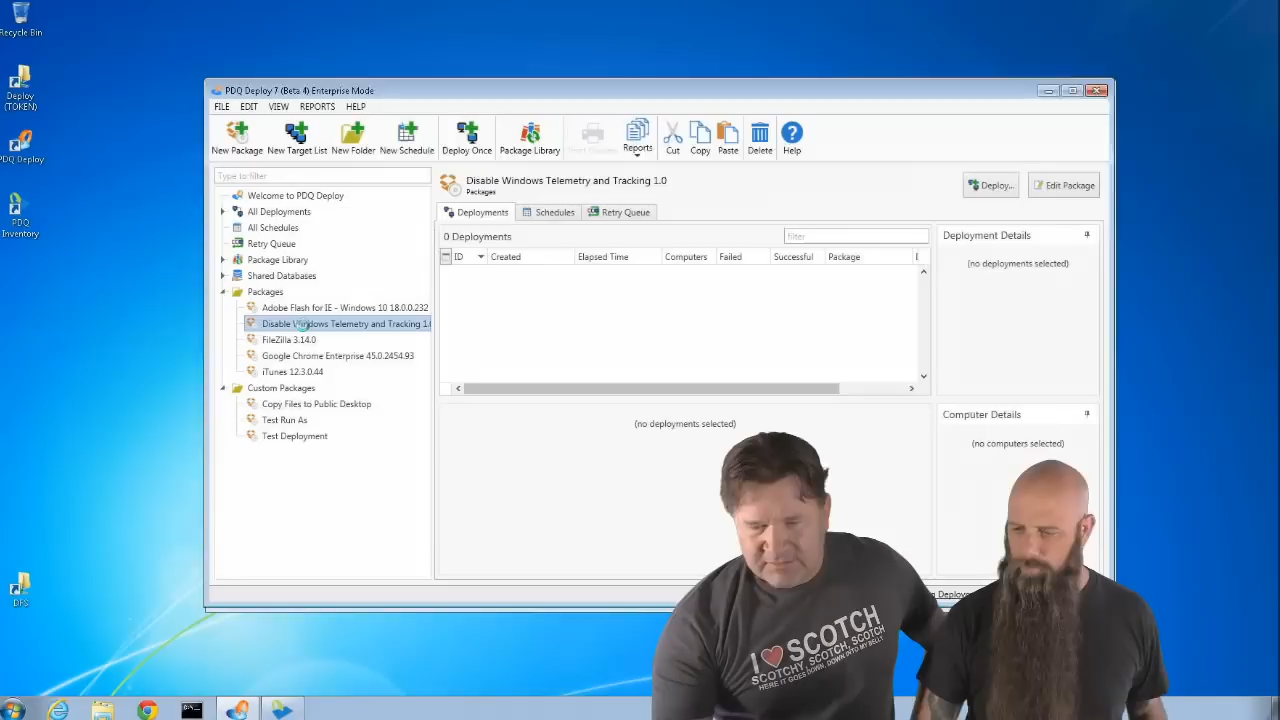 Recycle Bin
Deploy
(TOKEN)
PDQ Deploy
PDQ
Inventory
DFS
PDQ Deploy 7 (Beta 4) Enterprise Mode
FILE EDIT VIEW REPORTS HELP
New Package New Target List New Folder New Schedule Deploy Once Package Library Reports Cut Copy Paste Delete Help
Type to filter
Welcome to PDQ Deploy
All Deployments
All Schedules
Retry Queue
Package Library
Shared Databases
Packages
Adobe Flash for IE - Windows 10 18.0.0.232
Disable Windows Telemetry and Tracking 1.0
FileZilla 3.14.0
Google Chrome Enterprise 45.0.2454.93
iTunes 12.3.0.44
Custom Packages
Copy Files to Public Desktop
Test Run As
Test Deployment
Disable Windows Telemetry and Tracking 1.0
Packages
Deploy... Edit Package
Deployments Schedules Retry Queue
0 Deployments
Filter
ID Created Elapsed Time Computers Failed Successful Package
(no deployments selected)
Deployment Details
(no deployments selected)
Computer Details
(no computers selected)
I ❤ SCOTCH
SCOTCHY, SCOTCH, SCOTCH
HERE IT GOES DOWN, DOWN INTO MY BELLY